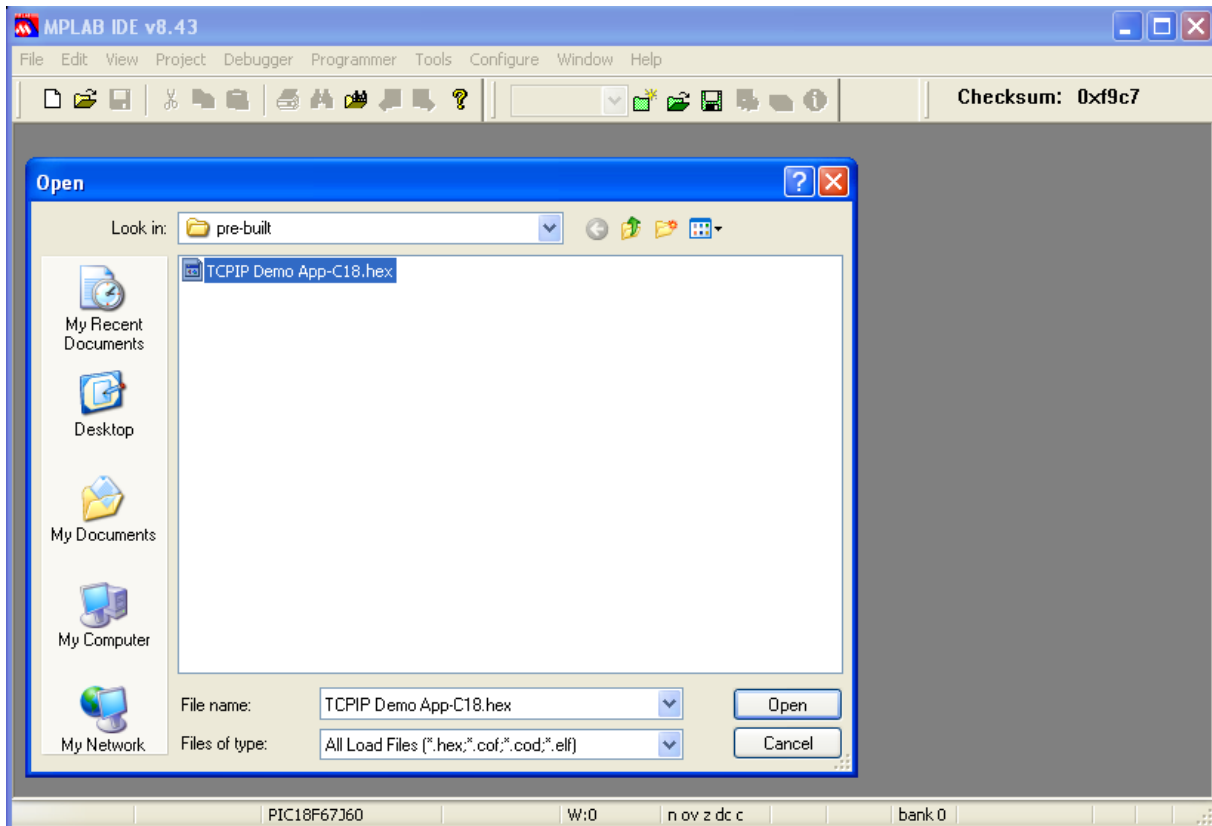 MPLAB IDE v8.43
File Edit View Project Debugger Programmer Tools Configure Window Help
Checksum: 0xf9c7
Open
Look in: pre-built
TCPIP Demo App-C18.hex
My Recent
Documents
Desktop
My Documents
My Computer
My Network
File name: TCPIP Demo App-C18.hex Open
Files of type: All Load Files (*.hex;*.cof;*.cod;*.elf) Cancel
PIC18F67J60 W:0 n ov z dc c bank 0